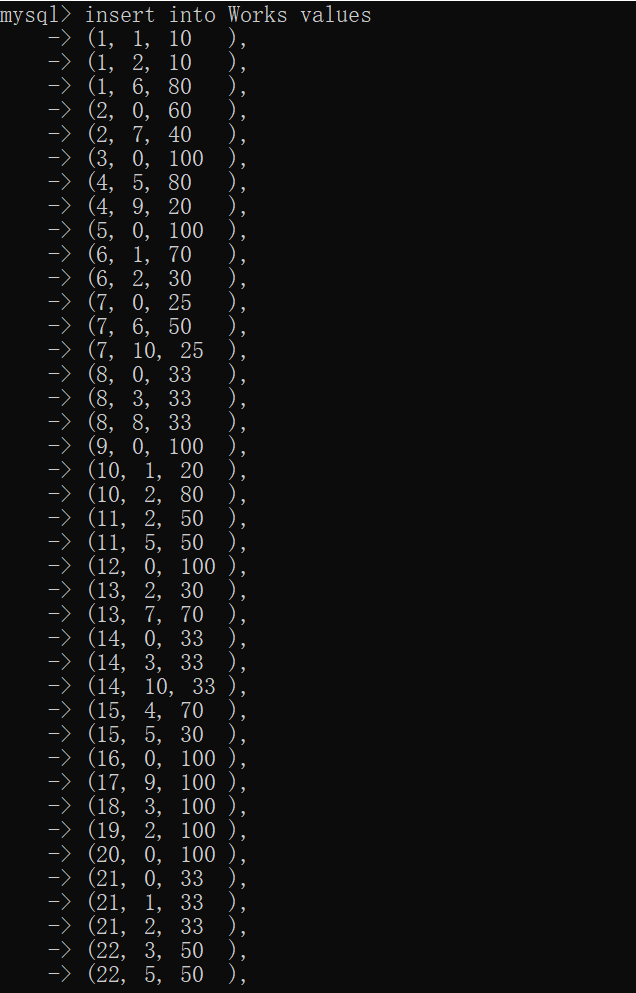 mysql> insert into Works values
    -> (1, 1, 10   ),
    -> (1, 2, 10   ),
    -> (1, 6, 80   ),
    -> (2, 0, 60   ),
    -> (2, 7, 40   ),
    -> (3, 0, 100  ),
    -> (4, 5, 80   ),
    -> (4, 9, 20   ),
    -> (5, 0, 100  ),
    -> (6, 1, 70   ),
    -> (6, 2, 30   ),
    -> (7, 0, 25   ),
    -> (7, 6, 50   ),
    -> (7, 10, 25  ),
    -> (8, 0, 33   ),
    -> (8, 3, 33   ),
    -> (8, 8, 33   ),
    -> (9, 0, 100  ),
    -> (10, 1, 20  ),
    -> (10, 2, 80  ),
    -> (11, 2, 50  ),
    -> (11, 5, 50  ),
    -> (12, 0, 100 ),
    -> (13, 2, 30  ),
    -> (13, 7, 70  ),
    -> (14, 0, 33  ),
    -> (14, 3, 33  ),
    -> (14, 10, 33 ),
    -> (15, 4, 70  ),
    -> (15, 5, 30  ),
    -> (16, 0, 100 ),
    -> (17, 9, 100 ),
    -> (18, 3, 100 ),
    -> (19, 2, 100 ),
    -> (20, 0, 100 ),
    -> (21, 0, 33  ),
    -> (21, 1, 33  ),
    -> (21, 2, 33  ),
    -> (22, 3, 50  ),
    -> (22, 5, 50  ),